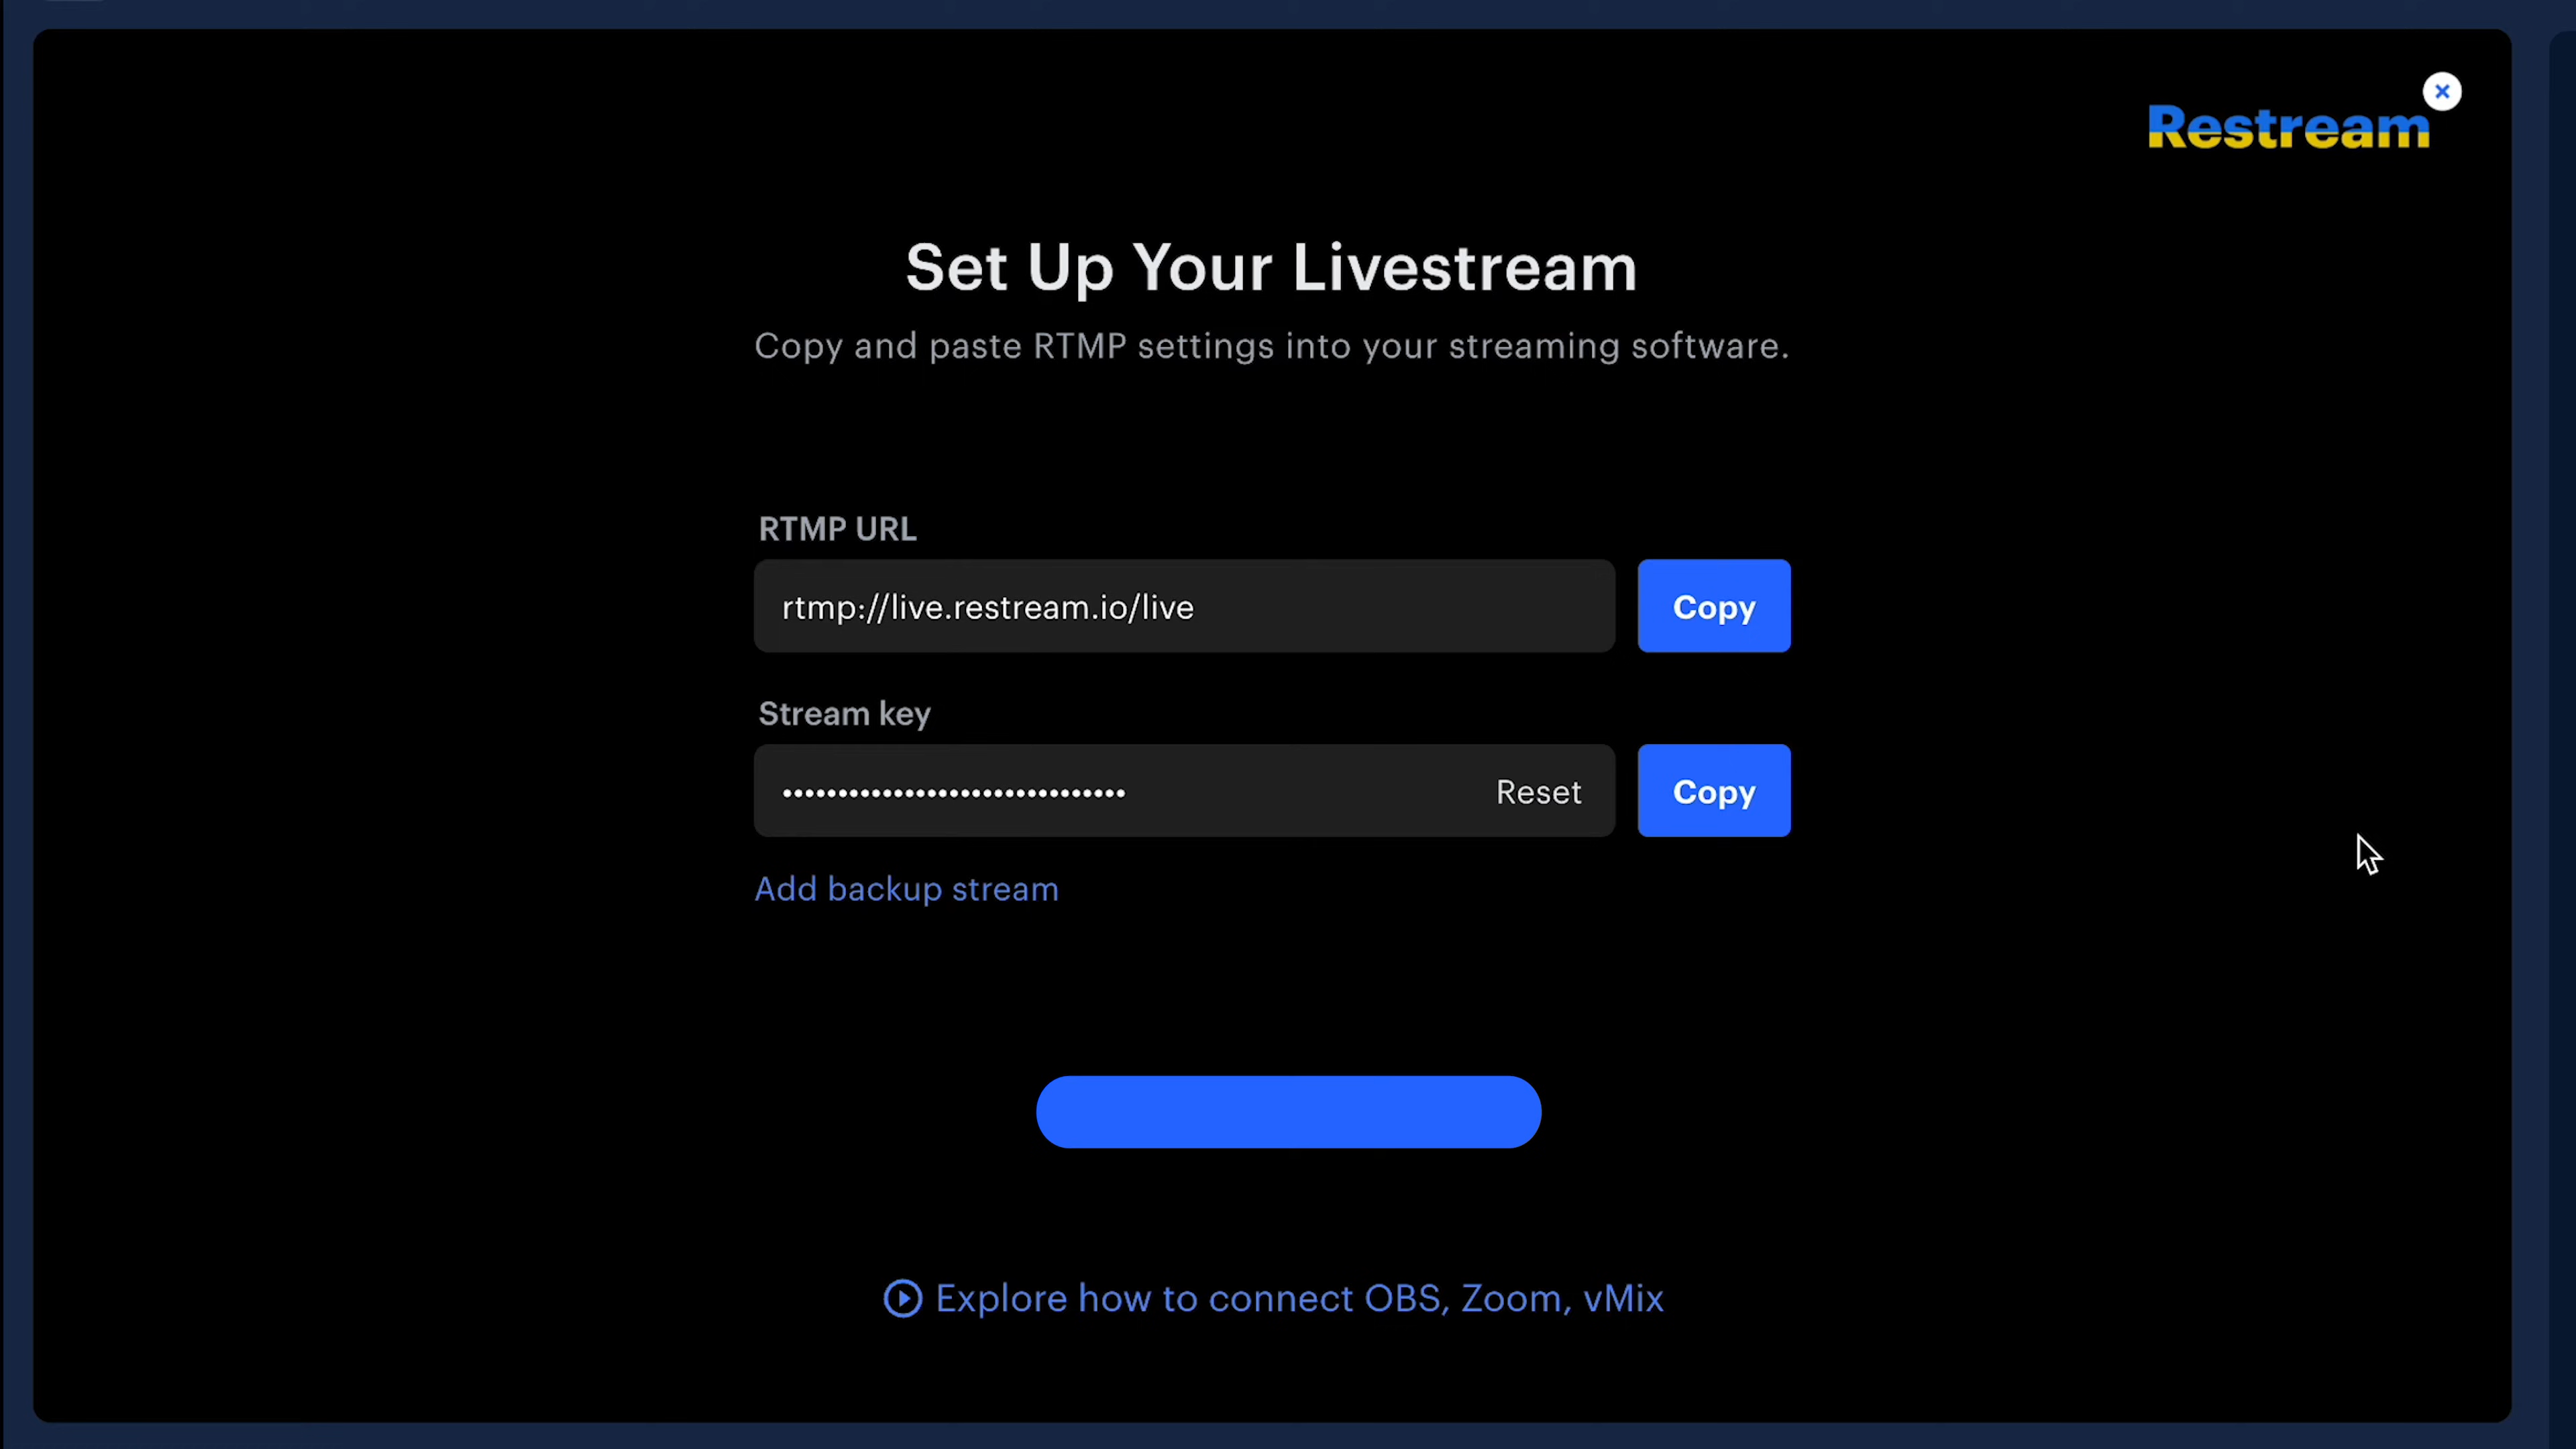 Restream
Set Up Your Livestream
Copy and paste RTMP settings into your streaming software.
RTMP URL
rtmp://live.restream.io/live
Copy
Stream key
••••••••••••••••••••••••••••••• Reset
Copy
Add backup stream
Explore how to connect OBS, Zoom, vMix